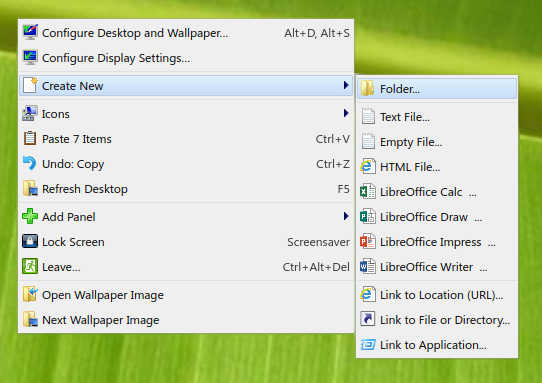 Configure Desktop and Wallpaper... Alt+D, Alt+S
Configure Display Settings...
Create New
Icons
Paste 7 Items Ctrl+V
Undo: Copy Ctrl+Z
Refresh Desktop F5
Add Panel
Lock Screen Screensaver
Leave... Ctrl+Alt+Del
Open Wallpaper Image
Next Wallpaper Image
Folder...
Text File...
Empty File...
HTML File...
LibreOffice Calc ...
LibreOffice Draw ...
LibreOffice Impress ...
LibreOffice Writer ...
Link to Location (URL)...
Link to File or Directory...
Link to Application...